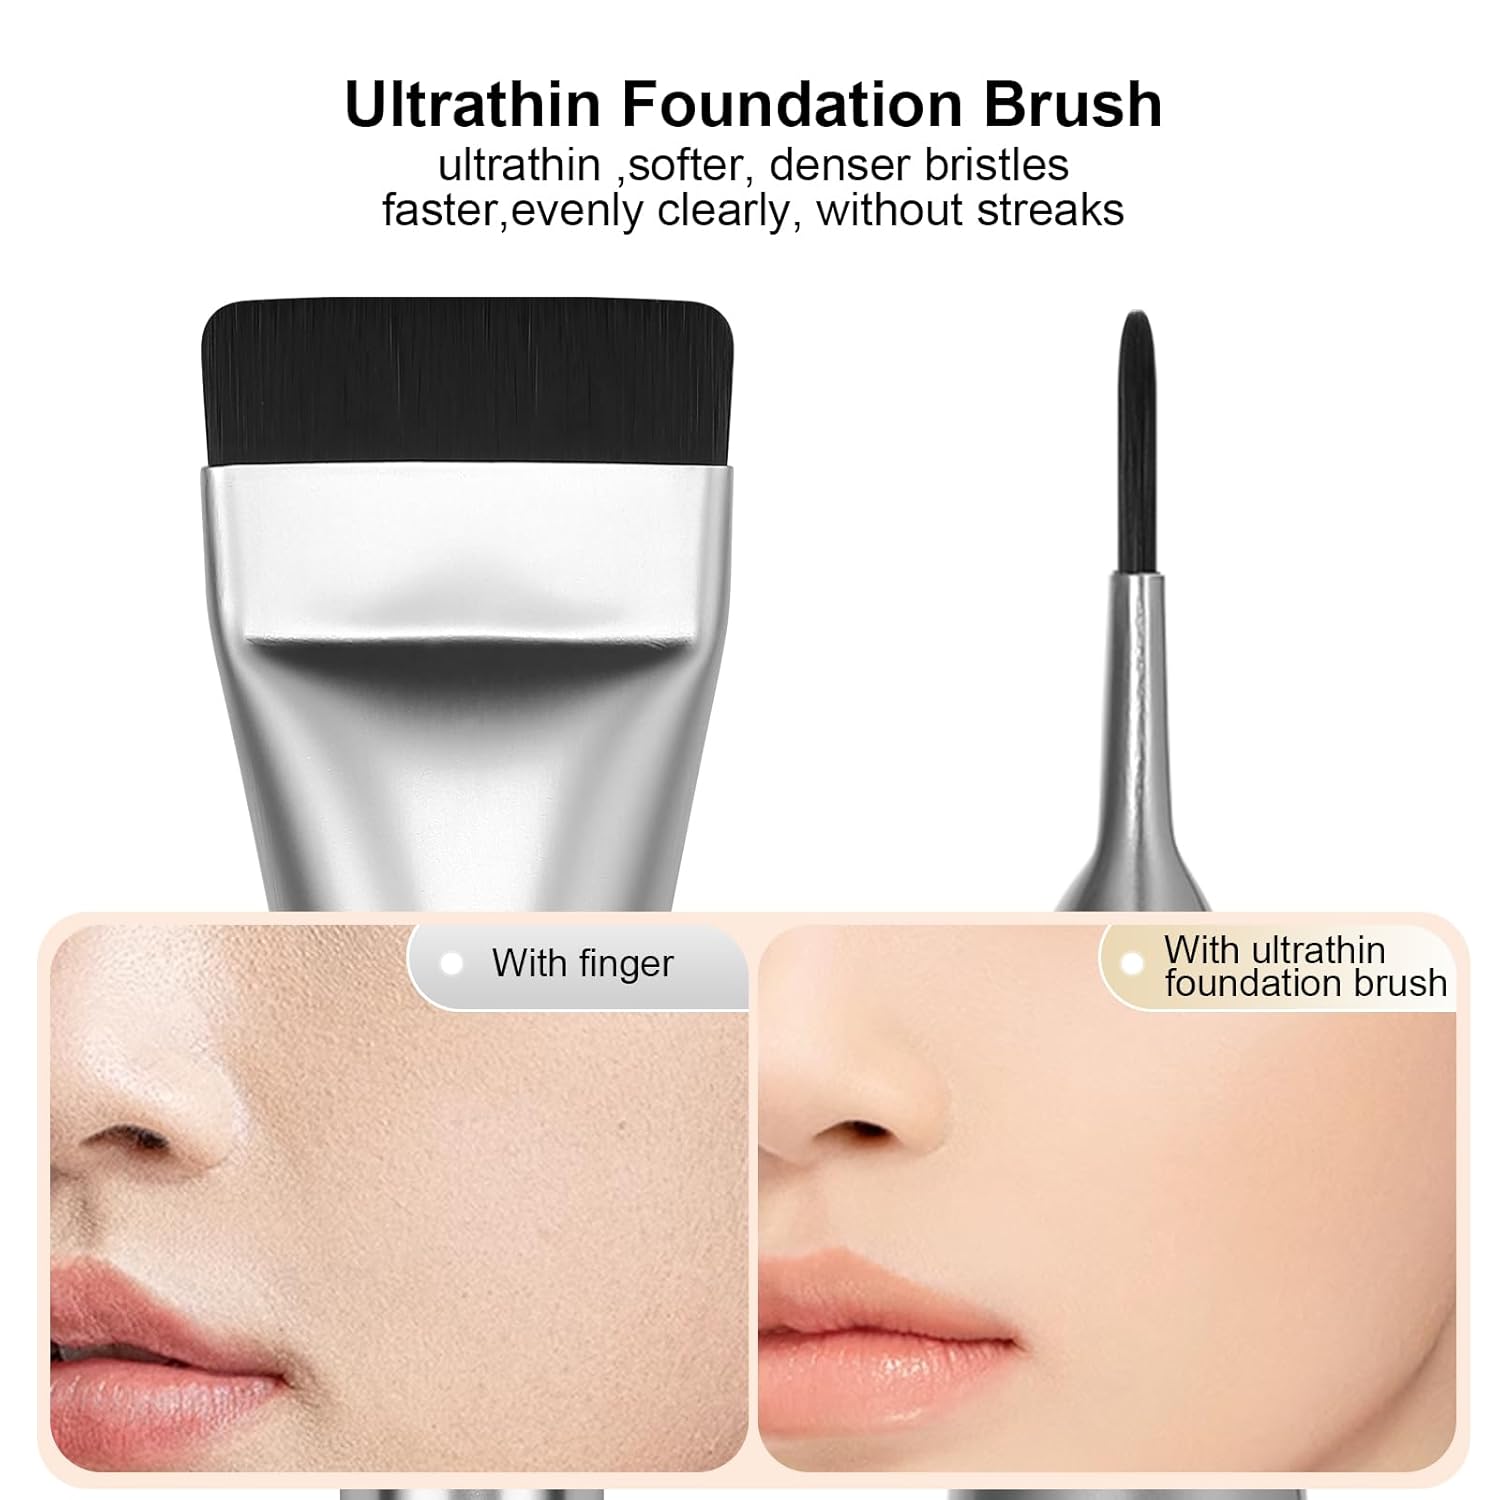 Ultrathin Foundation Brush
ultrathin ,softer, denser bristles
faster,evenly clearly, without streaks
With finger
With ultrathin
foundation brush